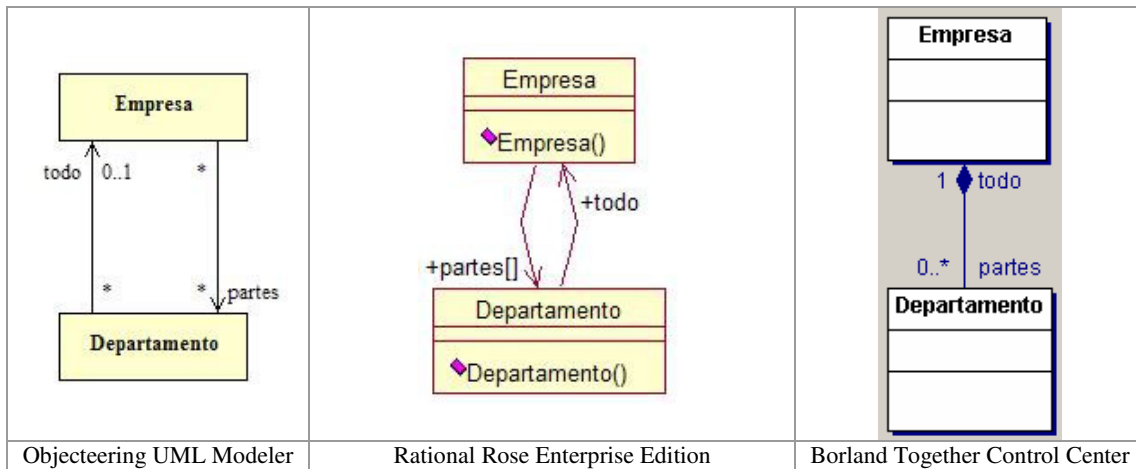 Empresa
todo 0..1 *
* * partes
Departamento
Objecteering UML Modeler
Empresa
Empresa()
+todo
+partes[]
Departamento
Departamento()
Rational Rose Enterprise Edition
Empresa
1 todo
0..* partes
Departamento
Borland Together Control Center